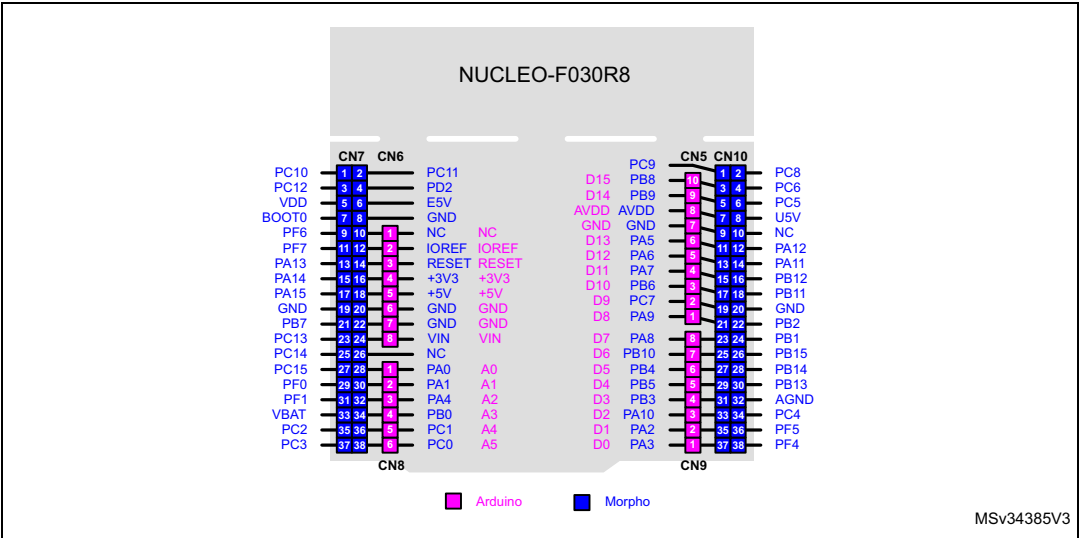 NUCLEO-F030R8
CN7 CN6 CN5 CN10
PC9
PC10 1 2 PC11 1 2 PC8
PC12 3 4 PD2 D15 PB8 10 3 4 PC6
VDD 5 6 E5V D14 PB9 9 5 6 PC5
BOOT0 7 8 GND AVDD AVDD 8 7 8 U5V
PF6 9 10 1 NC NC GND GND 7 9 10 NC
PF7 11 12 2 IOREF IOREF D13 PA5 6 11 12 PA12
PA13 13 14 3 RESET RESET D12 PA6 5 13 14 PA11
PA14 15 16 4 +3V3 +3V3 D11 PA7 4 15 16 PB12
PA15 17 18 5 +5V +5V D10 PB6 3 17 18 PB11
GND 19 20 6 GND GND D9 PC7 2 19 20 GND
PB7 21 22 7 GND GND D8 PA9 1 21 22 PB2
PC13 23 24 8 VIN VIN D7 PA8 8 23 24 PB1
PC14 25 26 NC D6 PB10 7 25 26 PB15
PC15 27 28 1 PA0 A0 D5 PB4 6 27 28 PB14
PF0 29 30 2 PA1 A1 D4 PB5 5 29 30 PB13
PF1 31 32 3 PA4 A2 D3 PB3 4 31 32 AGND
VBAT 33 34 4 PB0 A3 D2 PA10 3 33 34 PC4
PC2 35 36 5 PC1 A4 D1 PA2 2 35 36 PF5
PC3 37 38 6 PC0 A5 D0 PA3 1 37 38 PF4
CN8 CN9
Arduino Morpho
MSv34385V3